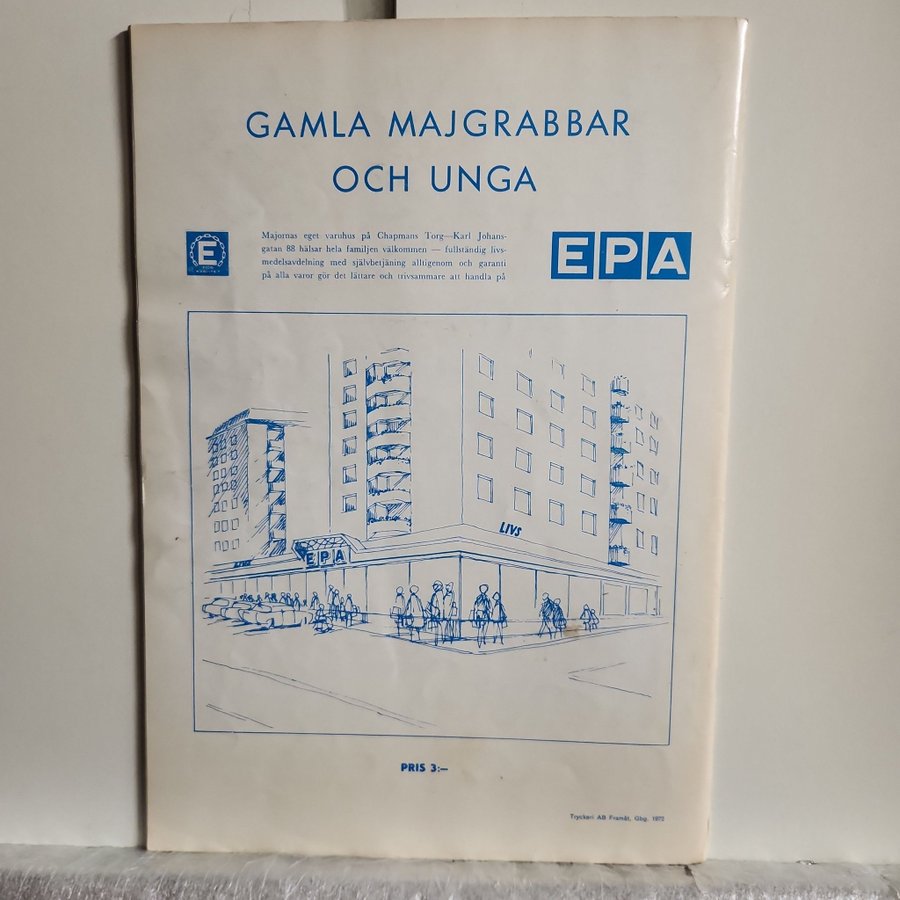 GAMLA MAJGRABBAR
OCH UNGA
E
Majornas eget varuhus på Chapmans Torg—Karl Johans-
gatan 88 hälsar hela familjen välkommen — fullständig livs-
medelsavdelning med självbetjäning alltigenom och garanti
på alla varor gör det lättare och trivsammare att handla på
EPA
LIVS
EPA
PRIS 3:—
Tryckeri AB Framåt, Gbg. 1972